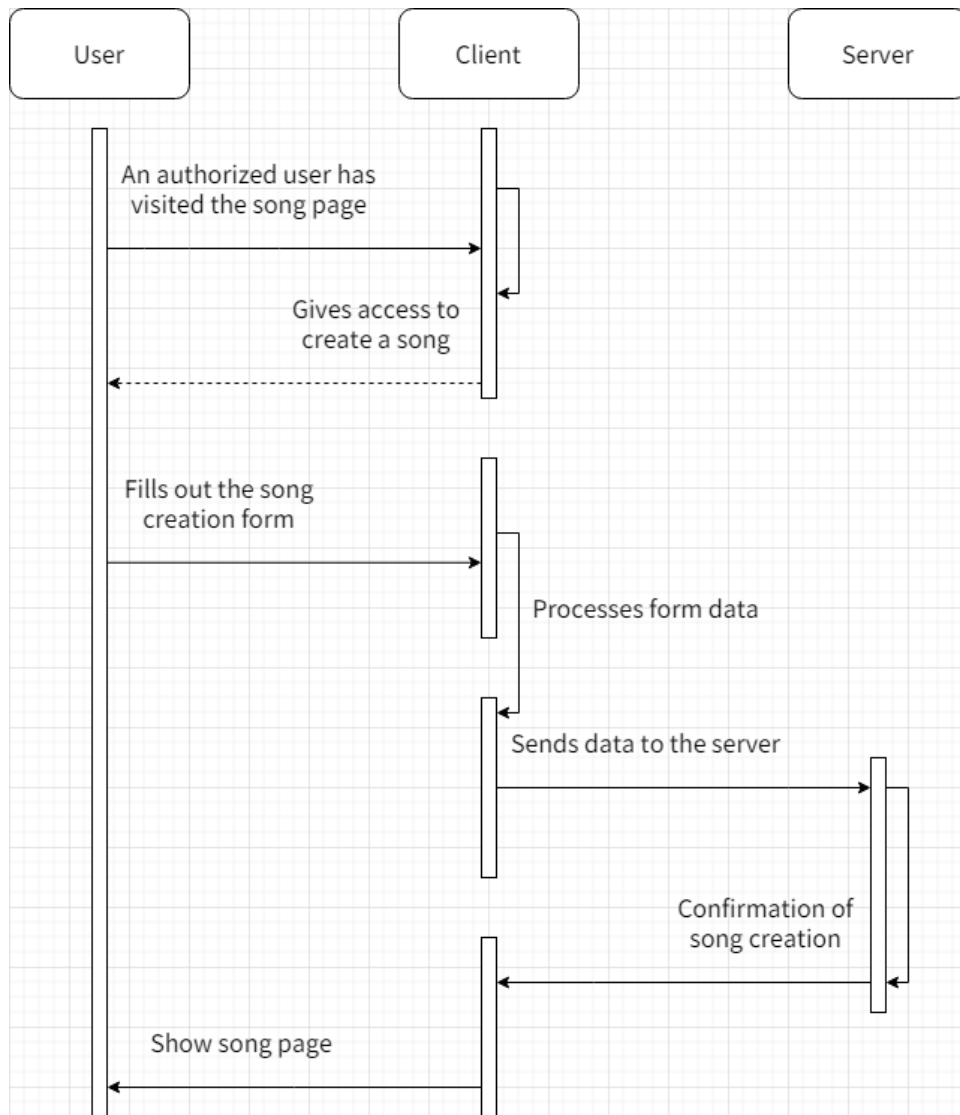 User
Client
Server
An authorized user has
visited the song page
Gives access to
create a song
Fills out the song
creation form
Processes form data
Sends data to the server
Confirmation of
song creation
Show song page